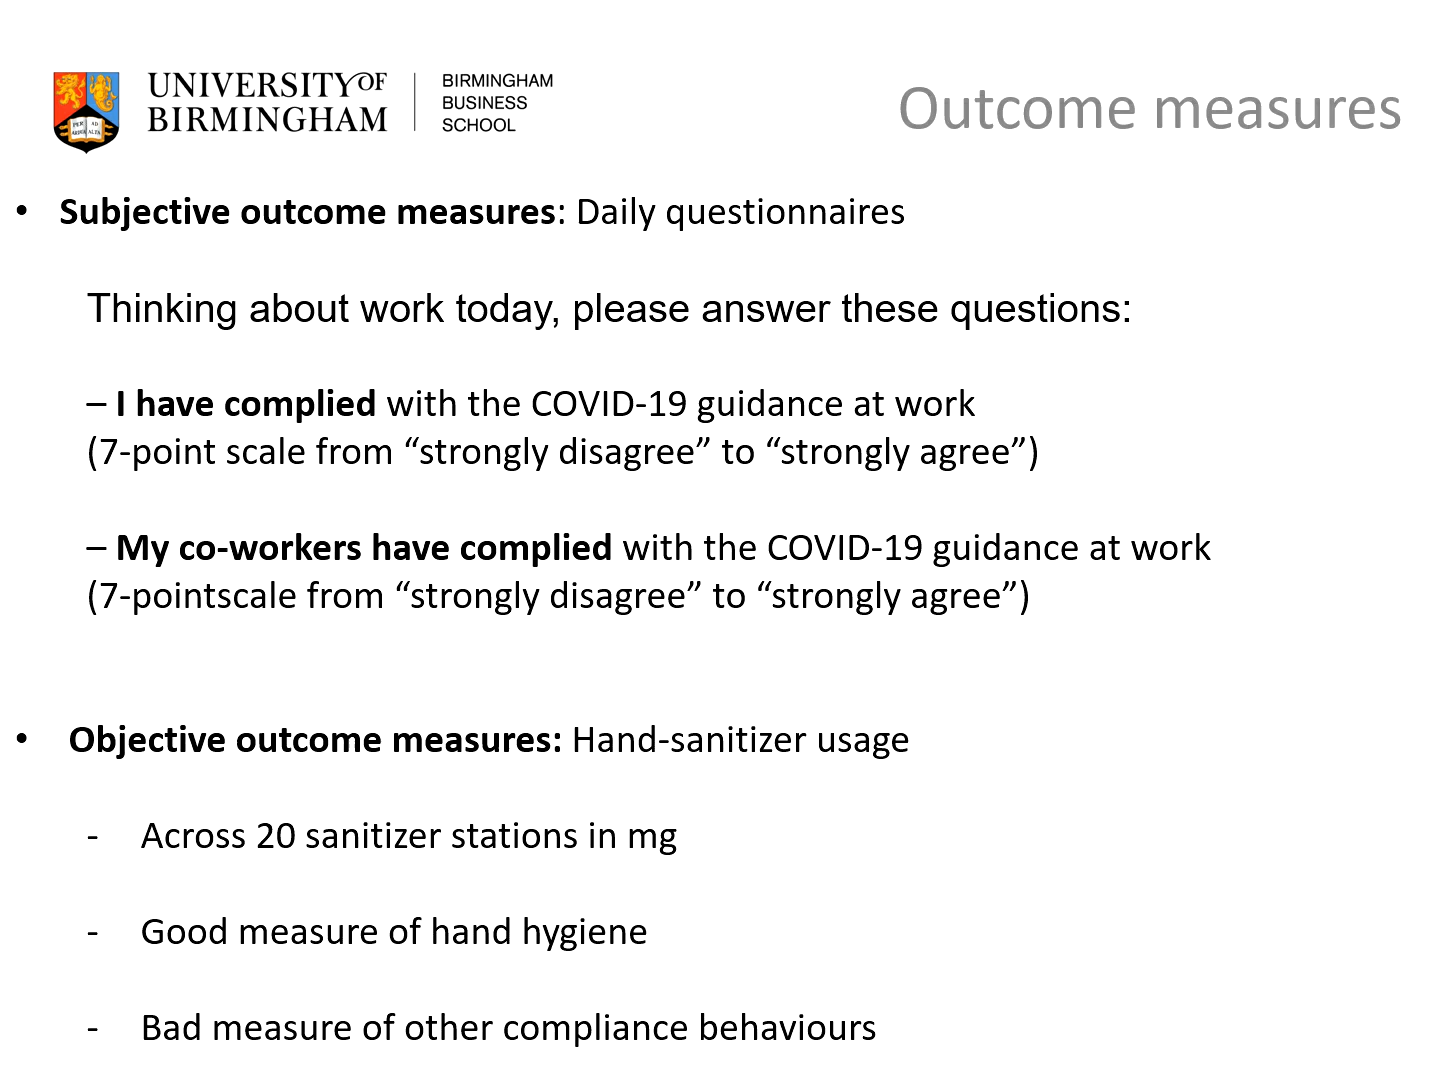 UNIVERSITY OF
BIRMINGHAM
BIRMINGHAM
BUSINESS
SCHOOL
PER AD
ARDUA ALTA
Outcome measures
• Subjective outcome measures: Daily questionnaires
Thinking about work today, please answer these questions:
– I have complied with the COVID-19 guidance at work
(7-point scale from “strongly disagree” to “strongly agree”)
– My co-workers have complied with the COVID-19 guidance at work
(7-pointscale from “strongly disagree” to “strongly agree”)
• Objective outcome measures: Hand-sanitizer usage
- Across 20 sanitizer stations in mg
- Good measure of hand hygiene
- Bad measure of other compliance behaviours